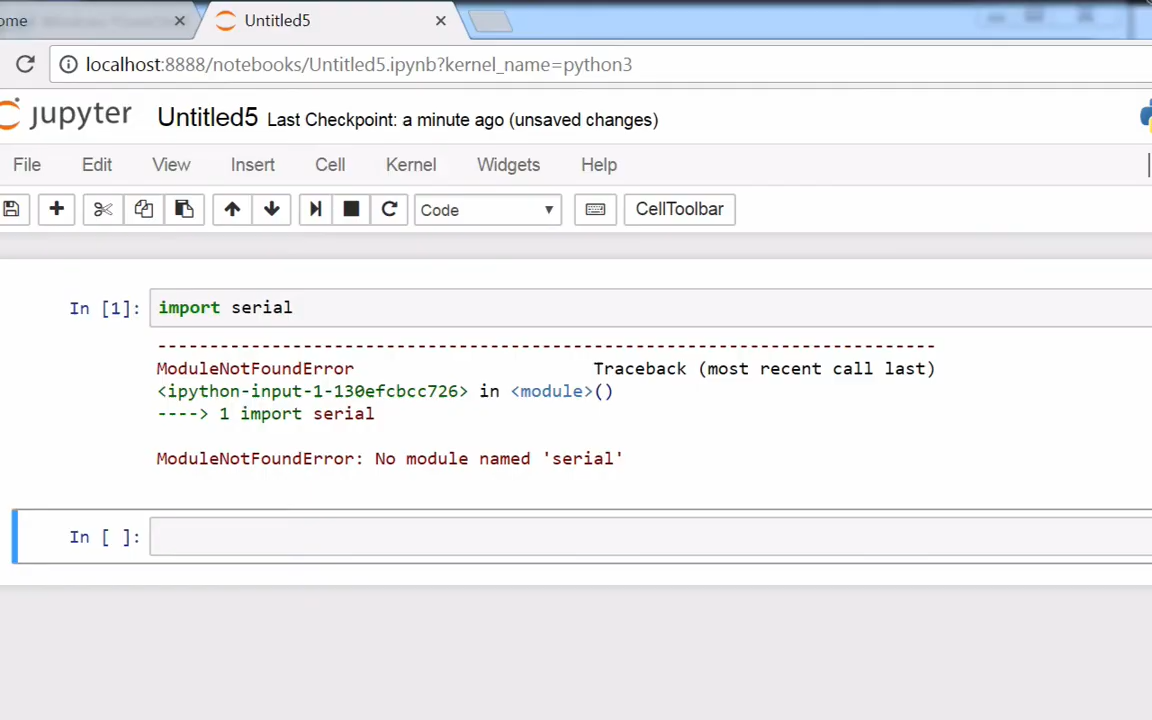 ome
Untitled5
localhost:8888/notebooks/Untitled5.ipynb?kernel_name=python3
jupyter Untitled5 Last Checkpoint: a minute ago (unsaved changes)
File Edit View Insert Cell Kernel Widgets Help
Code CellToolbar
In [1]: import serial
---------------------------------------------------------------------------
ModuleNotFoundError Traceback (most recent call last)
<ipython-input-1-130efcbcc726> in <module>()
----> 1 import serial
ModuleNotFoundError: No module named 'serial'
In [ ]: